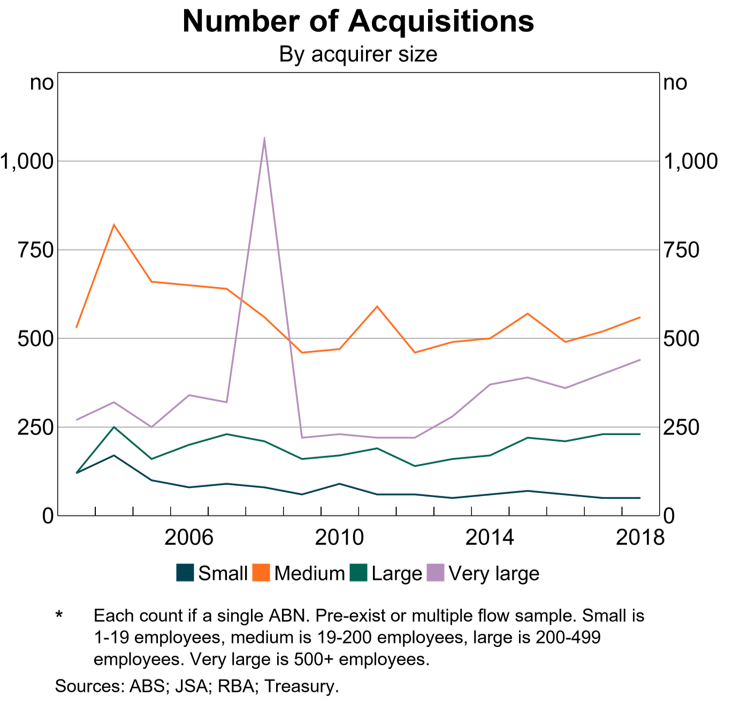 Number of Acquisitions
By acquirer size
no no
1,000 1,000
750 750
500 500
250 250
0 0
2006 2010 2014 2018
Small Medium Large Very large
* Each count if a single ABN. Pre-exist or multiple flow sample. Small is
1-19 employees, medium is 19-200 employees, large is 200-499
employees. Very large is 500+ employees.
Sources: ABS; JSA; RBA; Treasury.